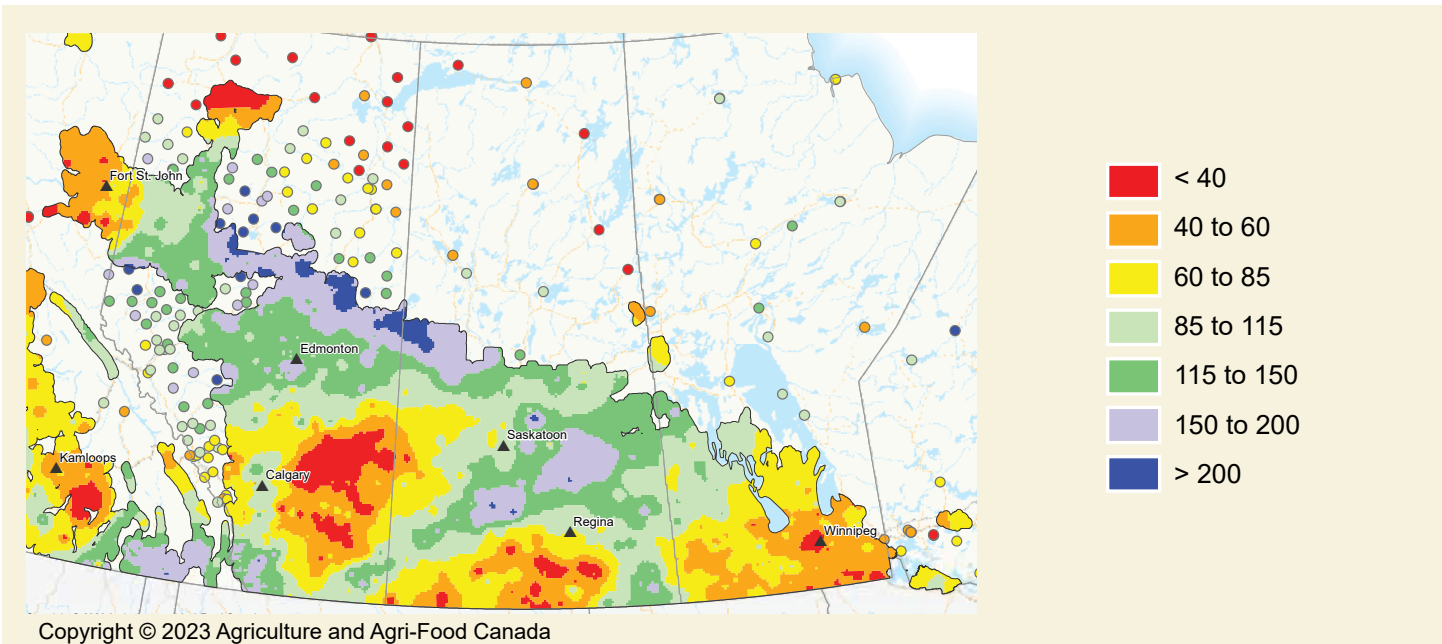 Fort St. John
Edmonton
Saskatoon
Kamloops
Calgary
Regina
Winnipeg
< 40
40 to 60
60 to 85
85 to 115
115 to 150
150 to 200
> 200
Copyright © 2023 Agriculture and Agri-Food Canada